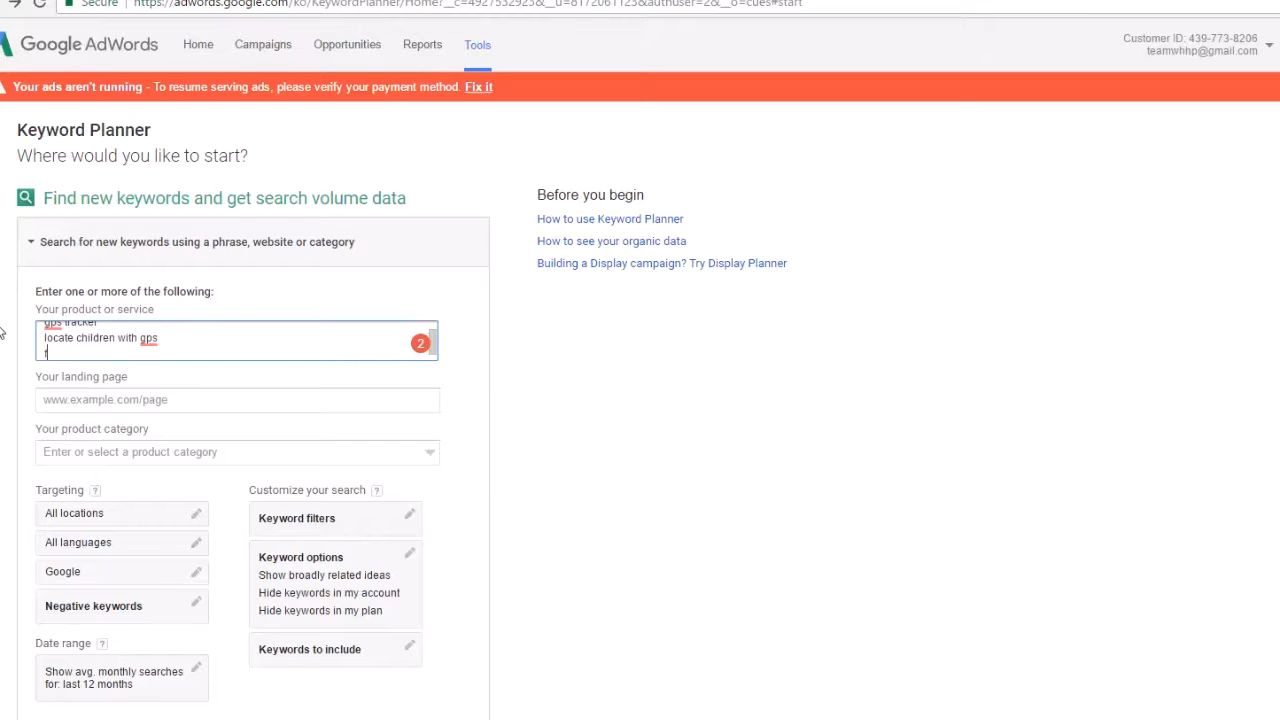 Secure https://adwords.google.com/ko/KeywordPlanner/Home?__c=4927532923&__u=8172061123&authuser=2&__o=cues#start
Google AdWords Home Campaigns Opportunities Reports Tools
Customer ID: 439-773-8206
teamwhhp@gmail.com
Your ads aren't running - To resume serving ads, please verify your payment method. Fix it
Keyword Planner
Where would you like to start?
Find new keywords and get search volume data
Search for new keywords using a phrase, website or category
Enter one or more of the following:
Your product or service
gps tracker
locate children with gps
f
2
Your landing page
www.example.com/page
Your product category
Enter or select a product category
Targeting ?
All locations
All languages
Google
Negative keywords
Date range ?
Show avg. monthly searches
for: last 12 months
Customize your search ?
Keyword filters
Keyword options
Show broadly related ideas
Hide keywords in my account
Hide keywords in my plan
Keywords to include
Before you begin
How to use Keyword Planner
How to see your organic data
Building a Display campaign? Try Display Planner